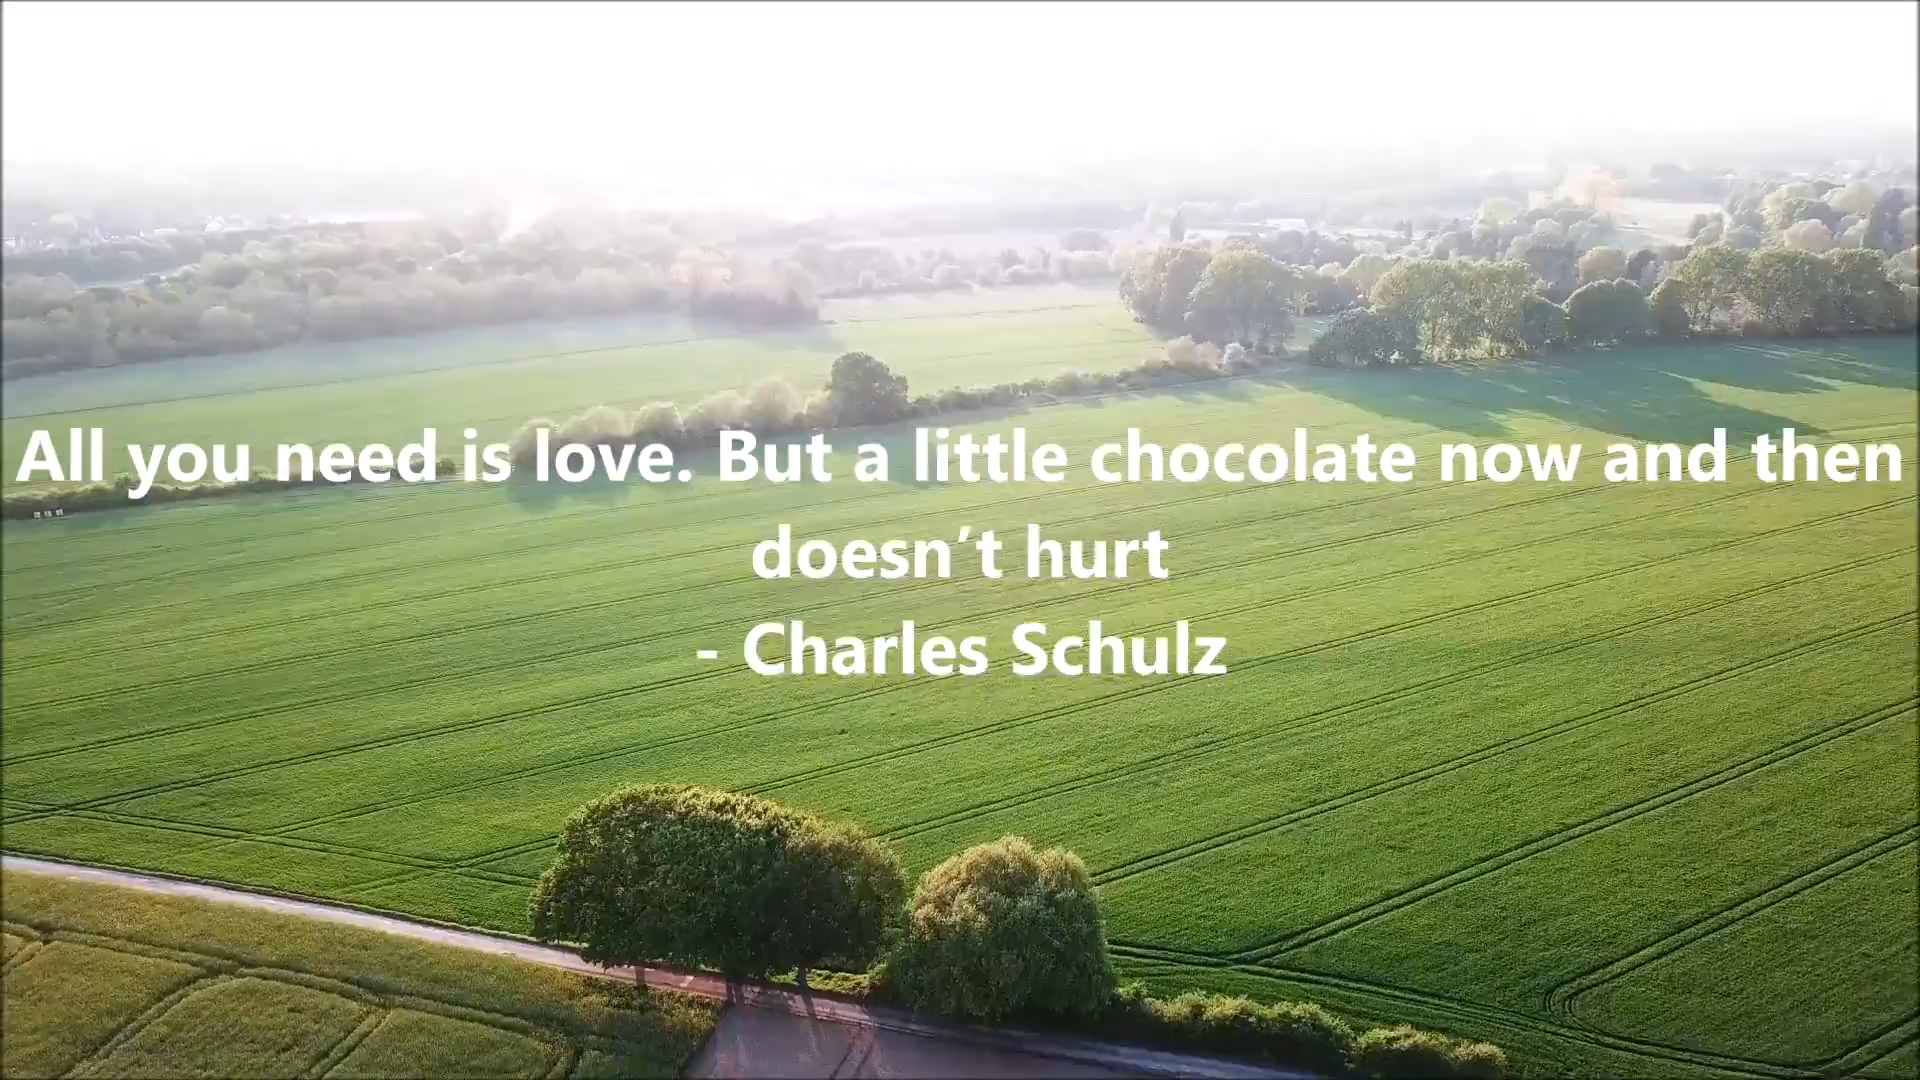 All you need is love. But a little chocolate now and then
doesn’t hurt
- Charles Schulz